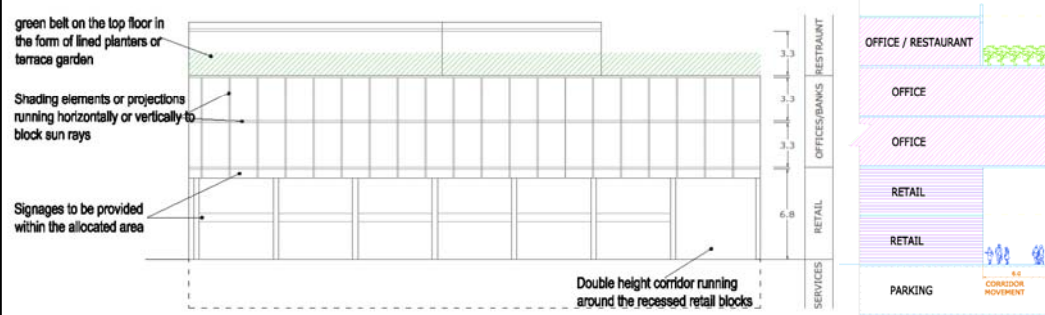 green belt on the top floor in
the form of lined planters or
terrace garden
Shading elements or projections
running horizontally or vertically to
block sun rays
Signages to be provided
within the allocated area
Double height corridor running
around the recessed retail blocks
3.3
3.3
3.3
6.8
RESTRAUNT
OFFICES/BANKS
RETAIL
SERVICES
OFFICE / RESTAURANT
OFFICE
OFFICE
RETAIL
RETAIL
PARKING
CORRIDOR
MOVEMENT